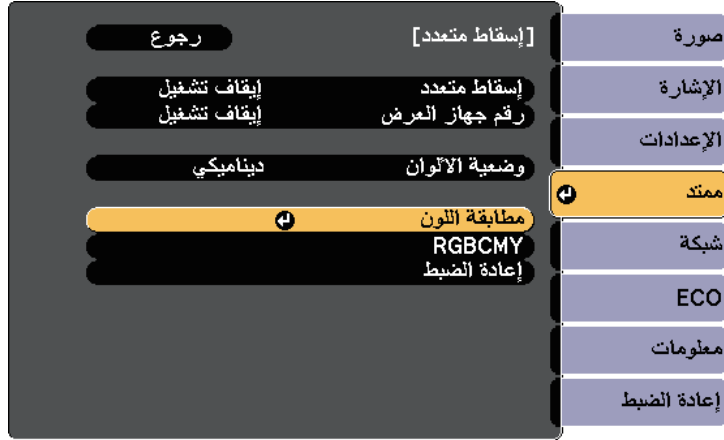 صورة
الإشارة
الإعدادات
ممتد
شبكة
ECO
معلومات
إعادة الضبط
[إسقاط متعدد] رجوع
إسقاط متعدد إيقاف تشغيل
رقم جهاز العرض إيقاف تشغيل
وضعية الألوان ديناميكي
مطابقة اللون
RGBCMY
إعادة الضبط